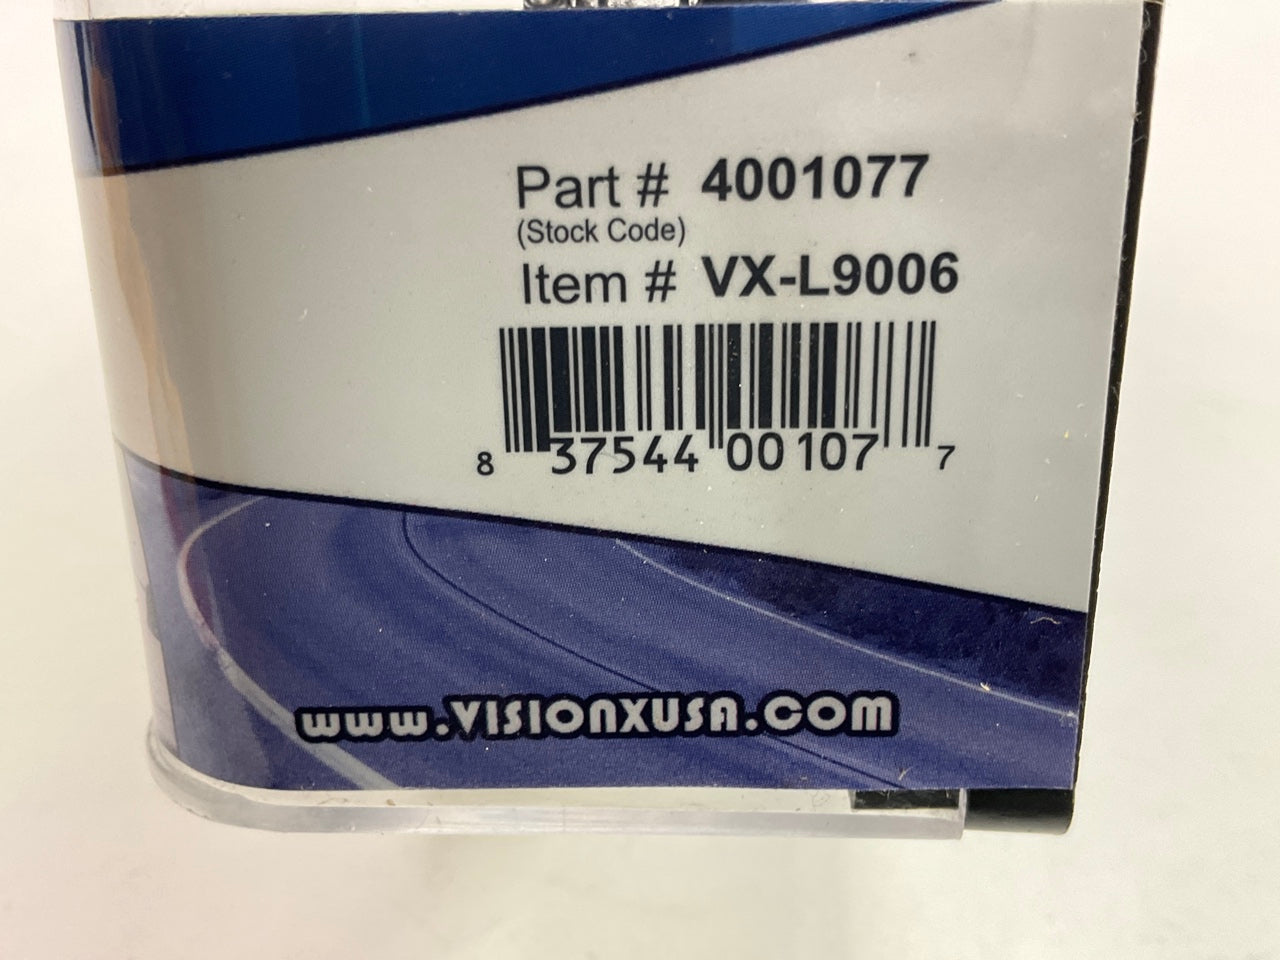 Part # 4001077
(Stock Code)
Item # VX-L9006
8 37544 00107 7
www.VISIONXUSA.COM